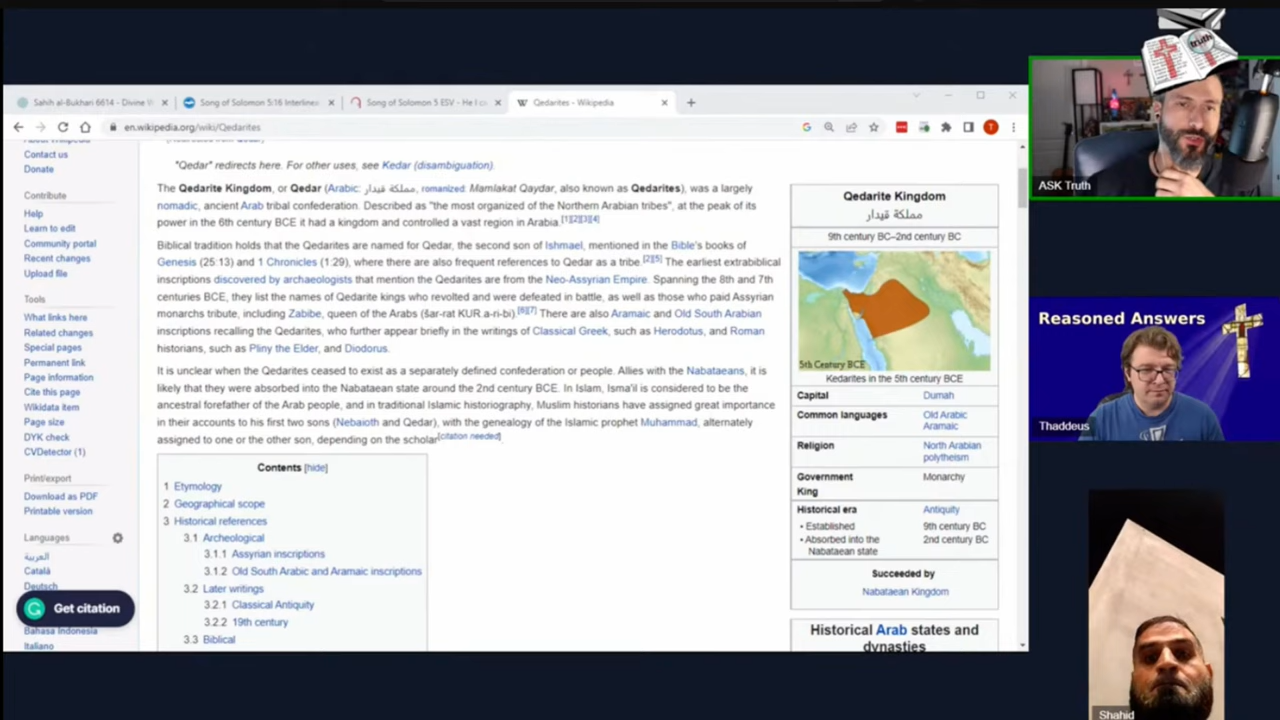 Sahih al-Bukhari 6614 - Divine
Song of Solomon 5:16 Interline
Song of Solomon 5 ESV - He I
Qedarites - Wikipedia
en.wikipedia.org/wiki/Qedarites
About Wikipedia
Contact us
Donate
Contribute
Help
Learn to edit
Community portal
Recent changes
Upload file
Tools
What links here
Related changes
Special pages
Permanent link
Page information
Cite this page
Wikidata item
Page size
DYK check
CVDetector (1)
Print/export
Download as PDF
Printable version
Languages
العربية
Català
Deutsch
Get citation
Bahasa Indonesia
Italiano
"Qedar" redirects here. For other uses, see Kedar (disambiguation).
The Qedarite Kingdom, or Qedar (Arabic: مملكة قيدار, romanized: Mamlakat Qaydar, also known as Qedarites), was a largely
nomadic, ancient Arab tribal confederation. Described as "the most organized of the Northern Arabian tribes", at the peak of its
power in the 6th century BCE it had a kingdom and controlled a vast region in Arabia.[1][2][3][4]
Biblical tradition holds that the Qedarites are named for Qedar, the second son of Ishmael, mentioned in the Bible's books of
Genesis (25:13) and 1 Chronicles (1:29), where there are also frequent references to Qedar as a tribe.[2][5] The earliest extrabiblical
inscriptions discovered by archaeologists that mention the Qedarites are from the Neo-Assyrian Empire. Spanning the 8th and 7th
centuries BCE, they list the names of Qedarite kings who revolted and were defeated in battle, as well as those who paid Assyrian
monarchs tribute, including Zabibe, queen of the Arabs (šar-rat KUR.a-ri-bi).[6][7] There are also Aramaic and Old South Arabian
inscriptions recalling the Qedarites, who further appear briefly in the writings of Classical Greek, such as Herodotus, and Roman
historians, such as Pliny the Elder, and Diodorus.
It is unclear when the Qedarites ceased to exist as a separately defined confederation or people. Allies with the Nabataeans, it is
likely that they were absorbed into the Nabataean state around the 2nd century BCE. In Islam, Isma'il is considered to be the
ancestral forefather of the Arab people, and in traditional Islamic historiography, Muslim historians have assigned great importance
in their accounts to his first two sons (Nebaioth and Qedar), with the genealogy of the Islamic prophet Muhammad, alternately
assigned to one or the other son, depending on the scholar[citation needed]
Contents [hide]
1 Etymology
2 Geographical scope
3 Historical references
3.1 Archeological
3.1.1 Assyrian inscriptions
3.1.2 Old South Arabic and Aramaic inscriptions
3.2 Later writings
3.2.1 Classical Antiquity
3.2.2 19th century
3.3 Biblical
Qedarite Kingdom
مملكة قيدار
9th century BC–2nd century BC
5th Century BCE
Kedarites in the 5th century BCE
Capital Dumah
Common languages Old Arabic
Aramaic
Religion North Arabian
polytheism
Government Monarchy
King
Historical era Antiquity
• Established 9th century BC
• Absorbed into the 2nd century BC
Nabataean state
Succeeded by
Nabataean Kingdom
Historical Arab states and
dynasties
T
truth
ASK Truth
Reasoned Answers
Thaddeus
Shahid